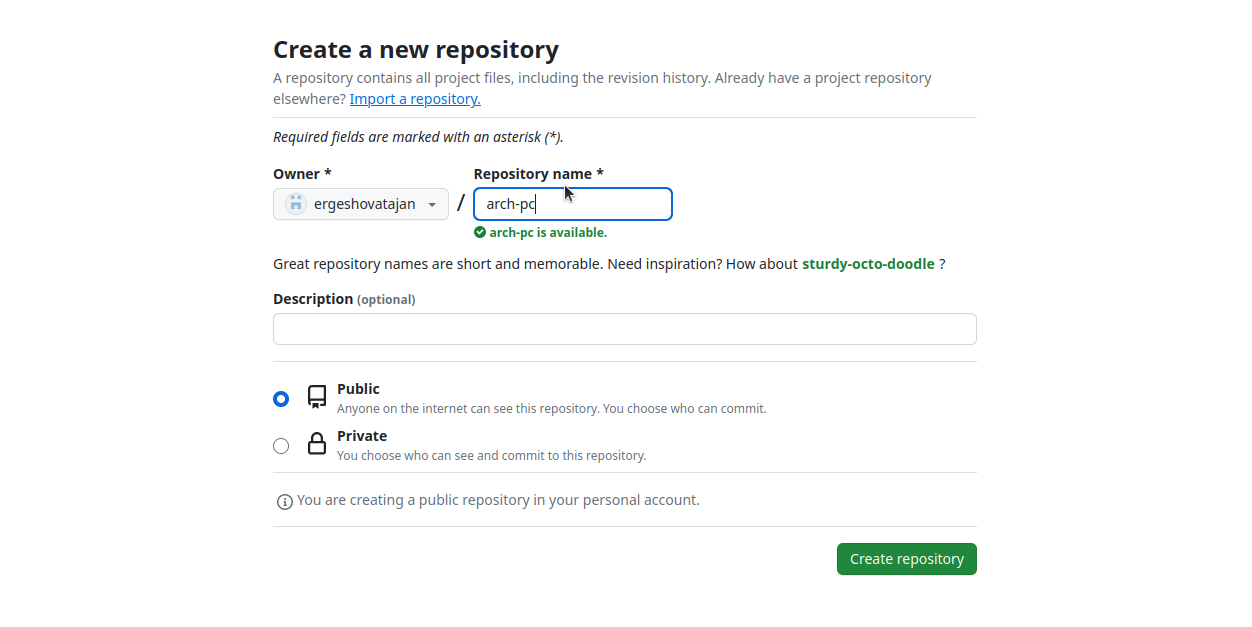 Create a new repository
A repository contains all project files, including the revision history. Already have a project repository
elsewhere? Import a repository.
Required fields are marked with an asterisk (*).
Owner *
Repository name *
ergeshovatajan
/
arch-pc
arch-pc is available.
Great repository names are short and memorable. Need inspiration? How about sturdy-octo-doodle ?
Description (optional)
Public
Anyone on the internet can see this repository. You choose who can commit.
Private
You choose who can see and commit to this repository.
You are creating a public repository in your personal account.
Create repository